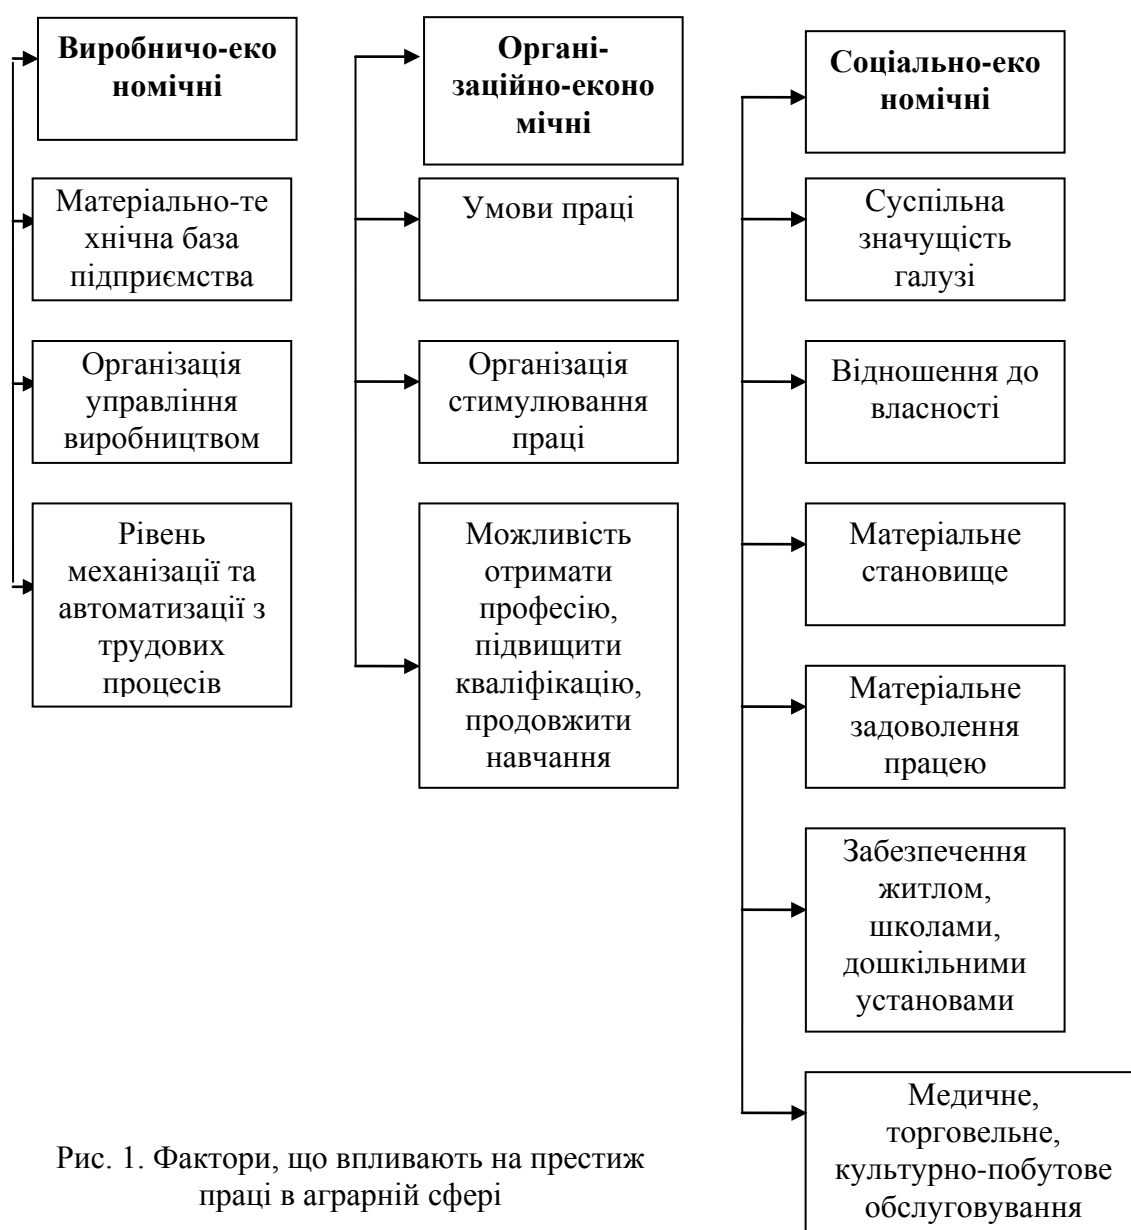 Виробничо-еко
номічні
Матеріально-те
хнічна база
підприємства
Організація
управління
виробництвом
Рівень
механізації та
автоматизації з
трудових
процесів
Органі-
заційно-еконо
мічні
Умови праці
Організація
стимулювання
праці
Можливість
отримати
професію,
підвищити
кваліфікацію,
продовжити
навчання
Соціально-еко
номічні
Суспільна
значущість
галузі
Відношення до
власності
Матеріальне
становище
Матеріальне
задоволення
працею
Забезпечення
житлом,
школами,
дошкільними
установами
Медичне,
торговельне,
культурно-побутове
обслуговування
Рис. 1. Фактори, що впливають на престиж
праці в аграрній сфері